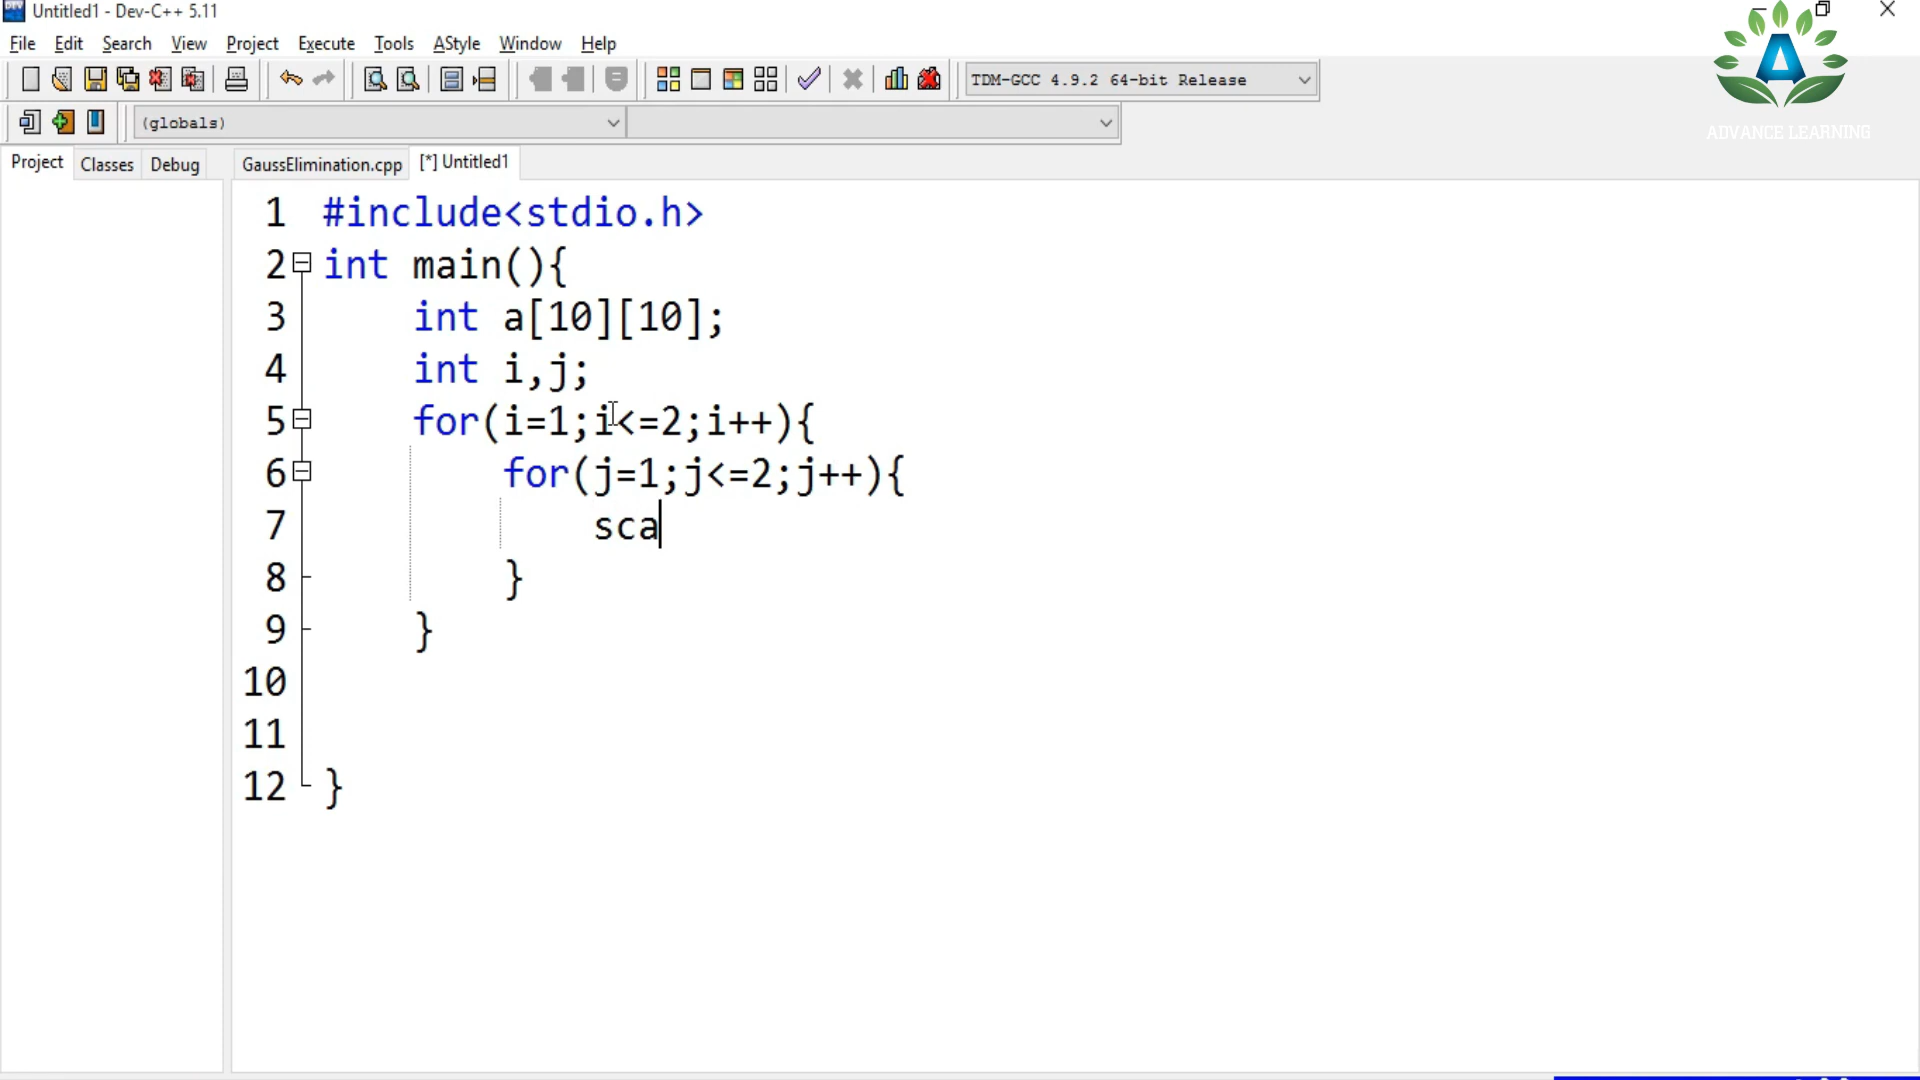 Untitled1 - Dev-C++ 5.11
File Edit Search View Project Execute Tools AStyle Window Help
TDM-GCC 4.9.2 64-bit Release
(globals)
ADVANCE LEARNING
Project Classes Debug GaussElimination.cpp [*] Untitled1
1 #include<stdio.h>
2 int main(){
3 int a[10][10];
4 int i,j;
5 for(i=1;i<=2;i++){
6 for(j=1;j<=2;j++){
7 sca
8 }
9 }
10
11
12 }